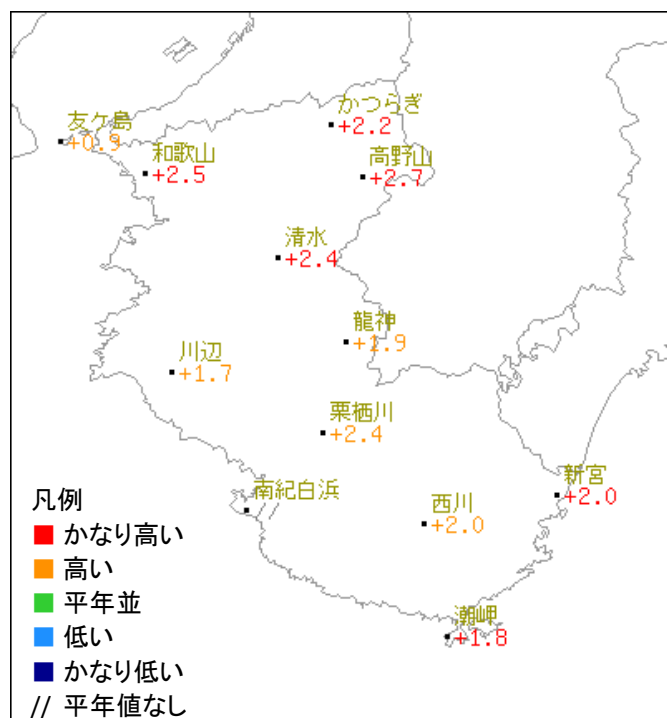 かつらぎ
+2.2
友ケ島
+0.9
和歌山
+2.5
高野山
+2.7
清水
+2.4
龍神
+1.9
川辺
+1.7
栗栖川
+2.4
南紀白浜
//
西川
+2.0
新宮
+2.0
潮岬
+1.8
凡例
かなり高い
高い
平年並
低い
かなり低い
// 平年値なし